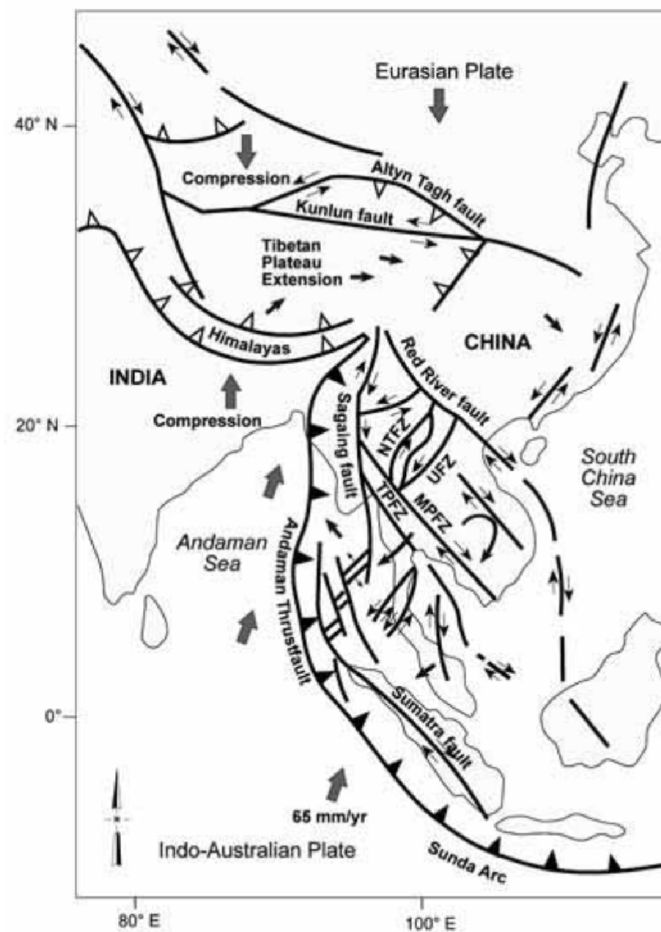 Eurasian Plate
40° N
Compression
Altyn Tagh fault
Kunlun fault
Tibetan
Plateau
Extension
CHINA
Himalayas
INDIA
Red River fault
Compression
20° N
Sagaing fault
NTFZ
UFZ
South
China
Sea
TPFZ
MPFZ
Andaman
Sea
Andaman Thrustfault
0°
Sumatra fault
65 mm/yr
Indo-Australian Plate
Sunda Arc
80° E
100° E